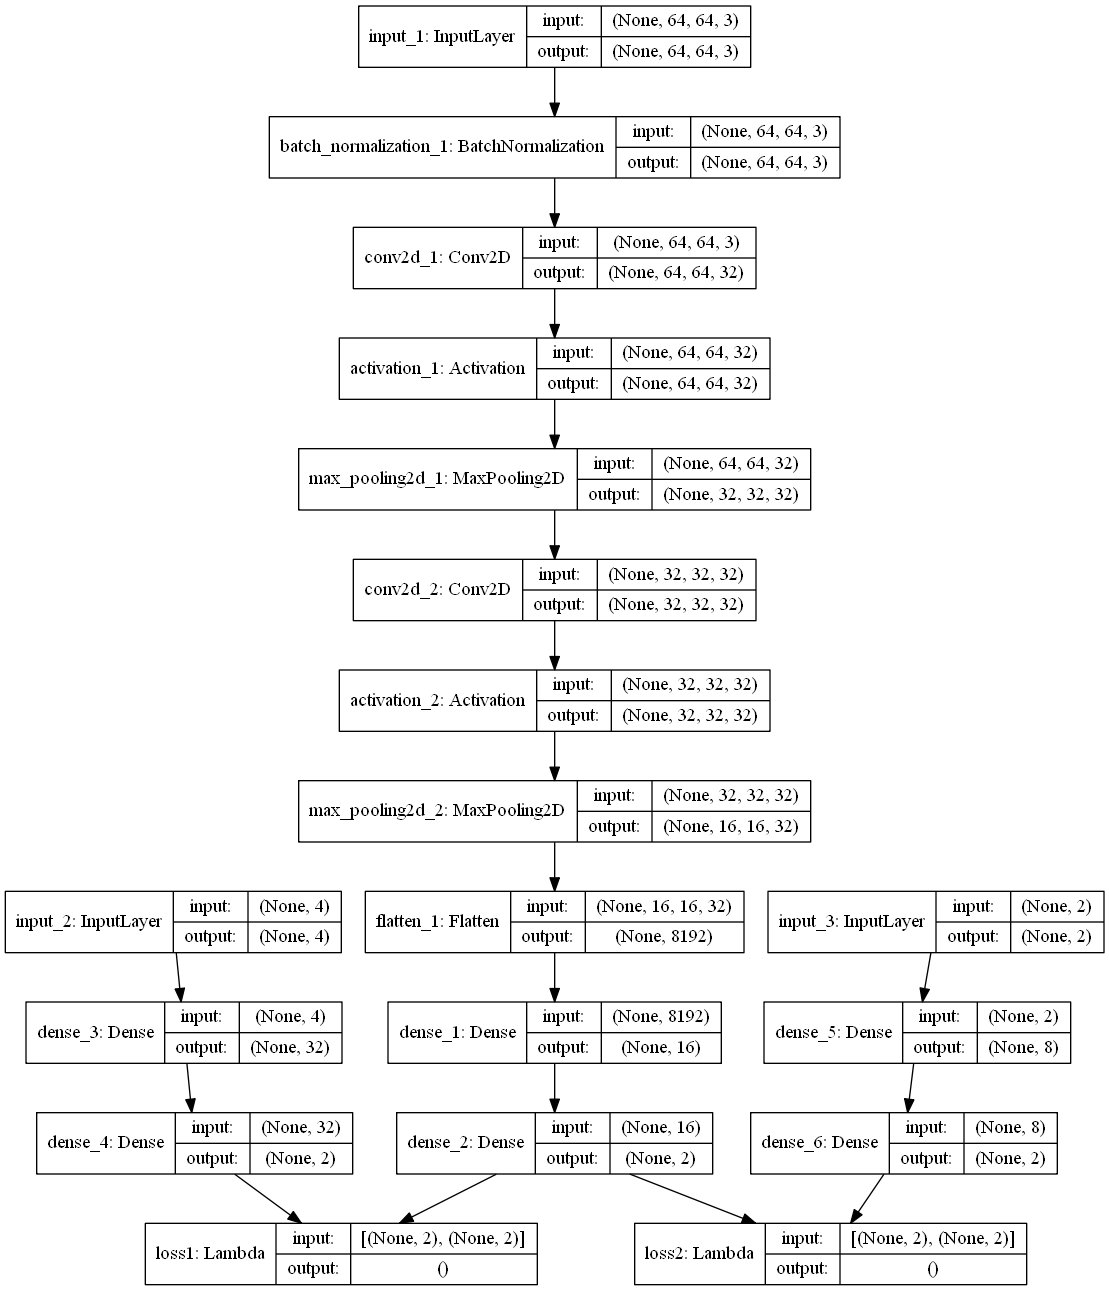 input_1: InputLayer
input: (None, 64, 64, 3)
output: (None, 64, 64, 3)
batch_normalization_1: BatchNormalization
input: (None, 64, 64, 3)
output: (None, 64, 64, 3)
conv2d_1: Conv2D
input: (None, 64, 64, 3)
output: (None, 64, 64, 32)
activation_1: Activation
input: (None, 64, 64, 32)
output: (None, 64, 64, 32)
max_pooling2d_1: MaxPooling2D
input: (None, 64, 64, 32)
output: (None, 32, 32, 32)
conv2d_2: Conv2D
input: (None, 32, 32, 32)
output: (None, 32, 32, 32)
activation_2: Activation
input: (None, 32, 32, 32)
output: (None, 32, 32, 32)
max_pooling2d_2: MaxPooling2D
input: (None, 32, 32, 32)
output: (None, 16, 16, 32)
input_2: InputLayer
input: (None, 4)
output: (None, 4)
flatten_1: Flatten
input: (None, 16, 16, 32)
output: (None, 8192)
input_3: InputLayer
input: (None, 2)
output: (None, 2)
dense_3: Dense
input: (None, 4)
output: (None, 32)
dense_1: Dense
input: (None, 8192)
output: (None, 16)
dense_5: Dense
input: (None, 2)
output: (None, 8)
dense_4: Dense
input: (None, 32)
output: (None, 2)
dense_2: Dense
input: (None, 16)
output: (None, 2)
dense_6: Dense
input: (None, 8)
output: (None, 2)
loss1: Lambda
input: [(None, 2), (None, 2)]
output: ()
loss2: Lambda
input: [(None, 2), (None, 2)]
output: ()